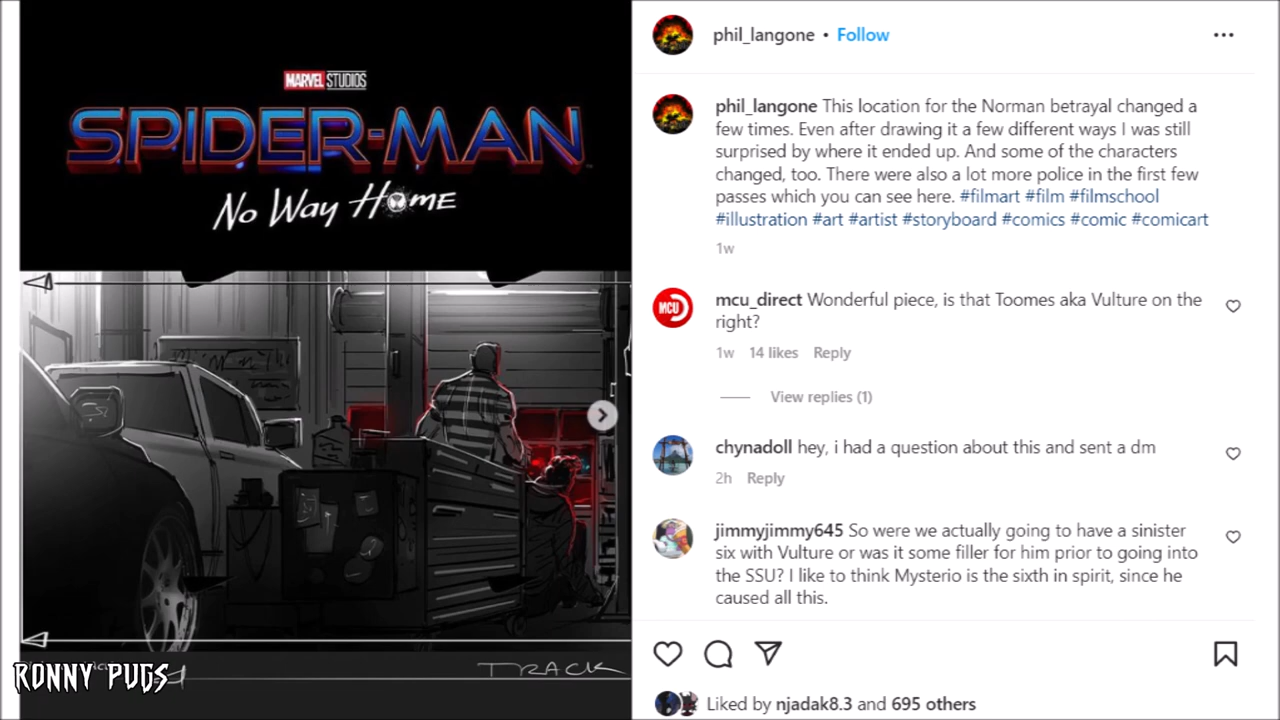 MARVEL STUDIOS
SPIDER-MAN
No Way Home
TRACK
RONNY PUGS
phil_langone • Follow
phil_langone This location for the Norman betrayal changed a
few times. Even after drawing it a few different ways I was still
surprised by where it ended up. And some of the characters
changed, too. There were also a lot more police in the first few
passes which you can see here. #filmart #film #filmschool
#illustration #art #artist #storyboard #comics #comic #comicart
1w
MCU
mcu_direct Wonderful piece, is that Toomes aka Vulture on the
right?
1w 14 likes Reply
View replies (1)
chynadoll hey, i had a question about this and sent a dm
2h Reply
jimmyjimmy645 So were we actually going to have a sinister
six with Vulture or was it some filler for him prior to going into
the SSU? I like to think Mysterio is the sixth in spirit, since he
caused all this.
Liked by njadak8.3 and 695 others